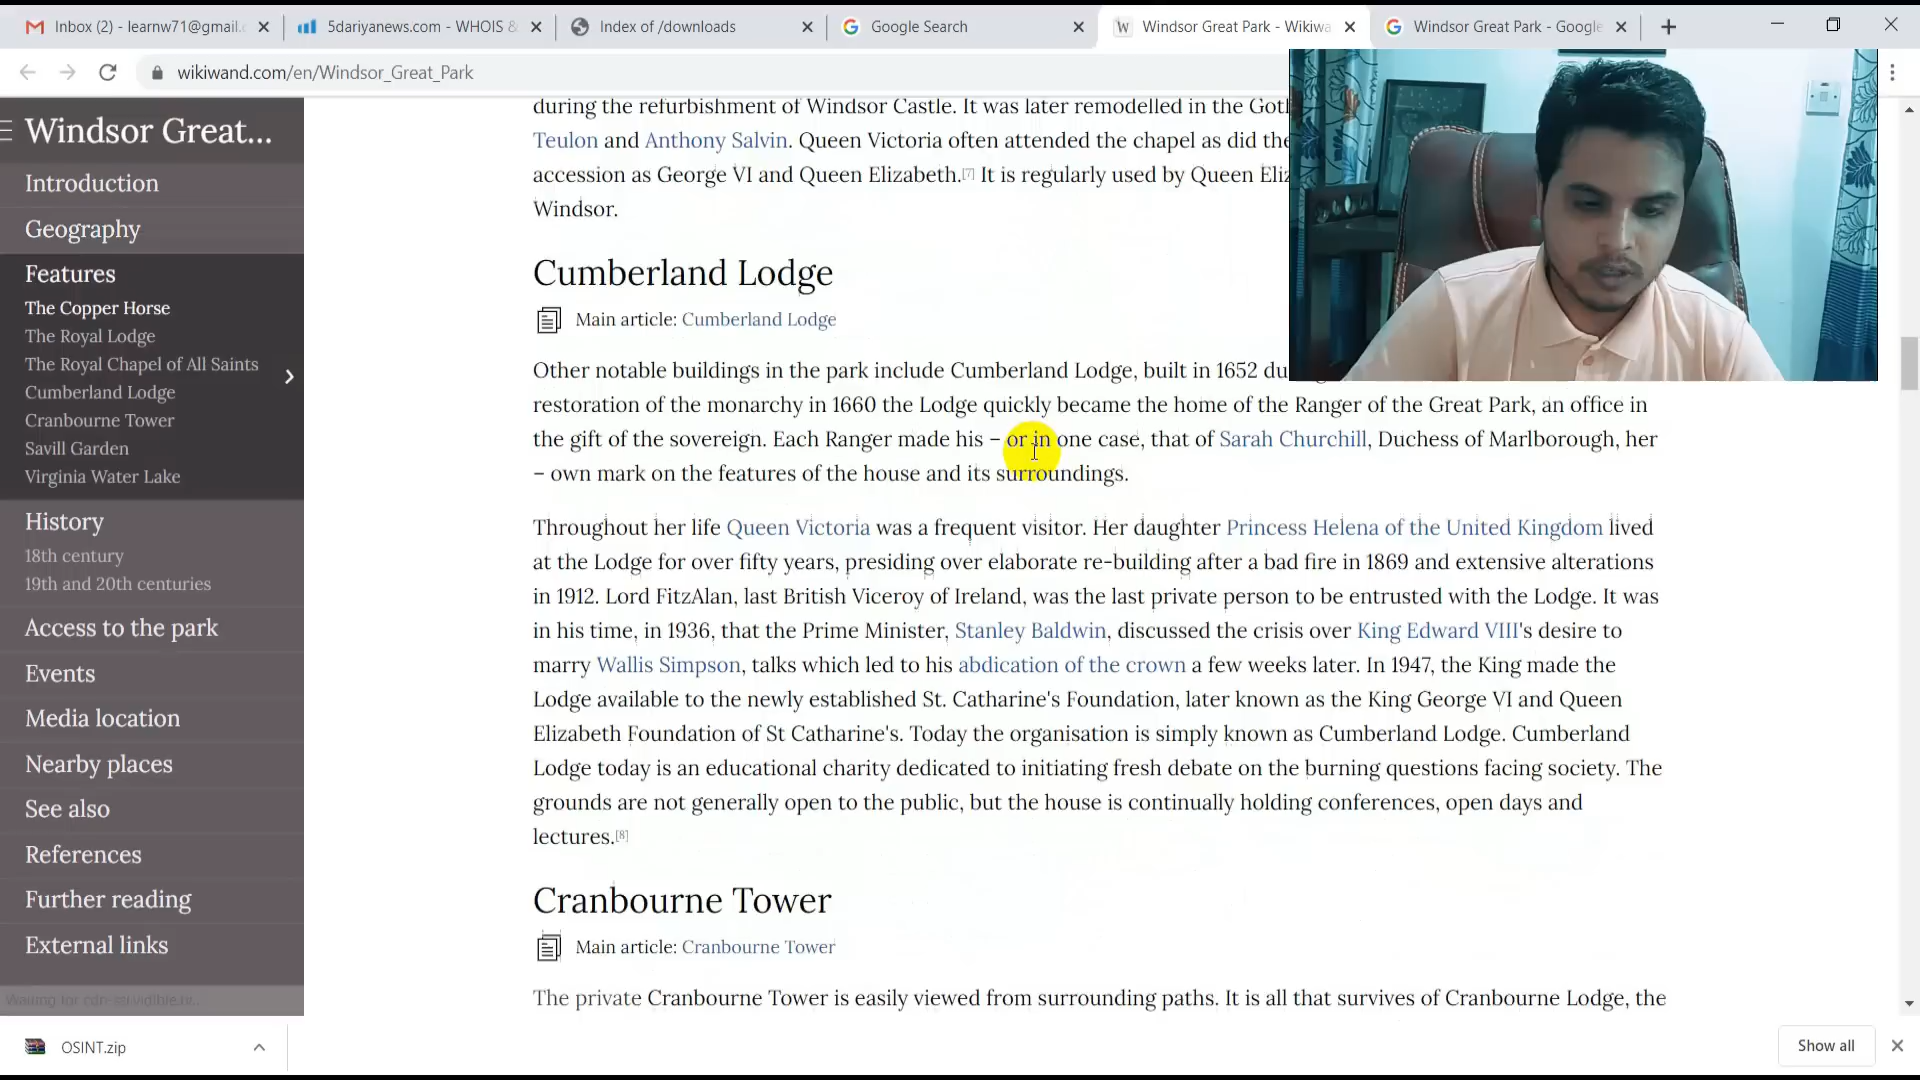 Inbox (2) - learnw71@gmail.c
5dariyanews.com - WHOIS &
Index of /downloads
Google Search
Windsor Great Park - Wikiwa
Windsor Great Park - Google
wikiwand.com/en/Windsor_Great_Park
Windsor Great...
Introduction
Geography
Features
The Copper Horse
The Royal Lodge
The Royal Chapel of All Saints
Cumberland Lodge
Cranbourne Tower
Savill Garden
Virginia Water Lake
History
18th century
19th and 20th centuries
Access to the park
Events
Media location
Nearby places
See also
References
Further reading
External links
during the refurbishment of Windsor Castle. It was later remodelled in the Goth
Teulon and Anthony Salvin. Queen Victoria often attended the chapel as did the
accession as George VI and Queen Elizabeth.[7] It is regularly used by Queen Eliz
Windsor.
Cumberland Lodge
Main article: Cumberland Lodge
Other notable buildings in the park include Cumberland Lodge, built in 1652 du
restoration of the monarchy in 1660 the Lodge quickly became the home of the Ranger of the Great Park, an office in
the gift of the sovereign. Each Ranger made his – or in one case, that of Sarah Churchill, Duchess of Marlborough, her
– own mark on the features of the house and its surroundings.
Throughout her life Queen Victoria was a frequent visitor. Her daughter Princess Helena of the United Kingdom lived
at the Lodge for over fifty years, presiding over elaborate re-building after a bad fire in 1869 and extensive alterations
in 1912. Lord FitzAlan, last British Viceroy of Ireland, was the last private person to be entrusted with the Lodge. It was
in his time, in 1936, that the Prime Minister, Stanley Baldwin, discussed the crisis over King Edward VIII's desire to
marry Wallis Simpson, talks which led to his abdication of the crown a few weeks later. In 1947, the King made the
Lodge available to the newly established St. Catharine's Foundation, later known as the King George VI and Queen
Elizabeth Foundation of St Catharine's. Today the organisation is simply known as Cumberland Lodge. Cumberland
Lodge today is an educational charity dedicated to initiating fresh debate on the burning questions facing society. The
grounds are not generally open to the public, but the house is continually holding conferences, open days and
lectures.[8]
Cranbourne Tower
Main article: Cranbourne Tower
The private Cranbourne Tower is easily viewed from surrounding paths. It is all that survives of Cranbourne Lodge, the
OSINT.zip
Show all